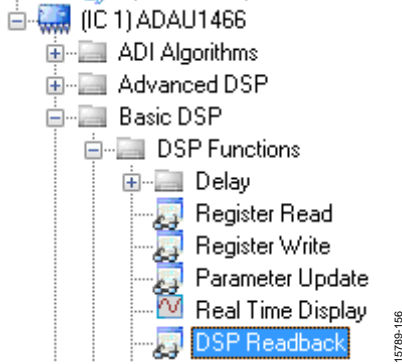 (IC 1) ADAU1466
ADI Algorithms
Advanced DSP
Basic DSP
DSP Functions
Delay
Register Read
Register Write
Parameter Update
Real Time Display
DSP Readback
15789-156